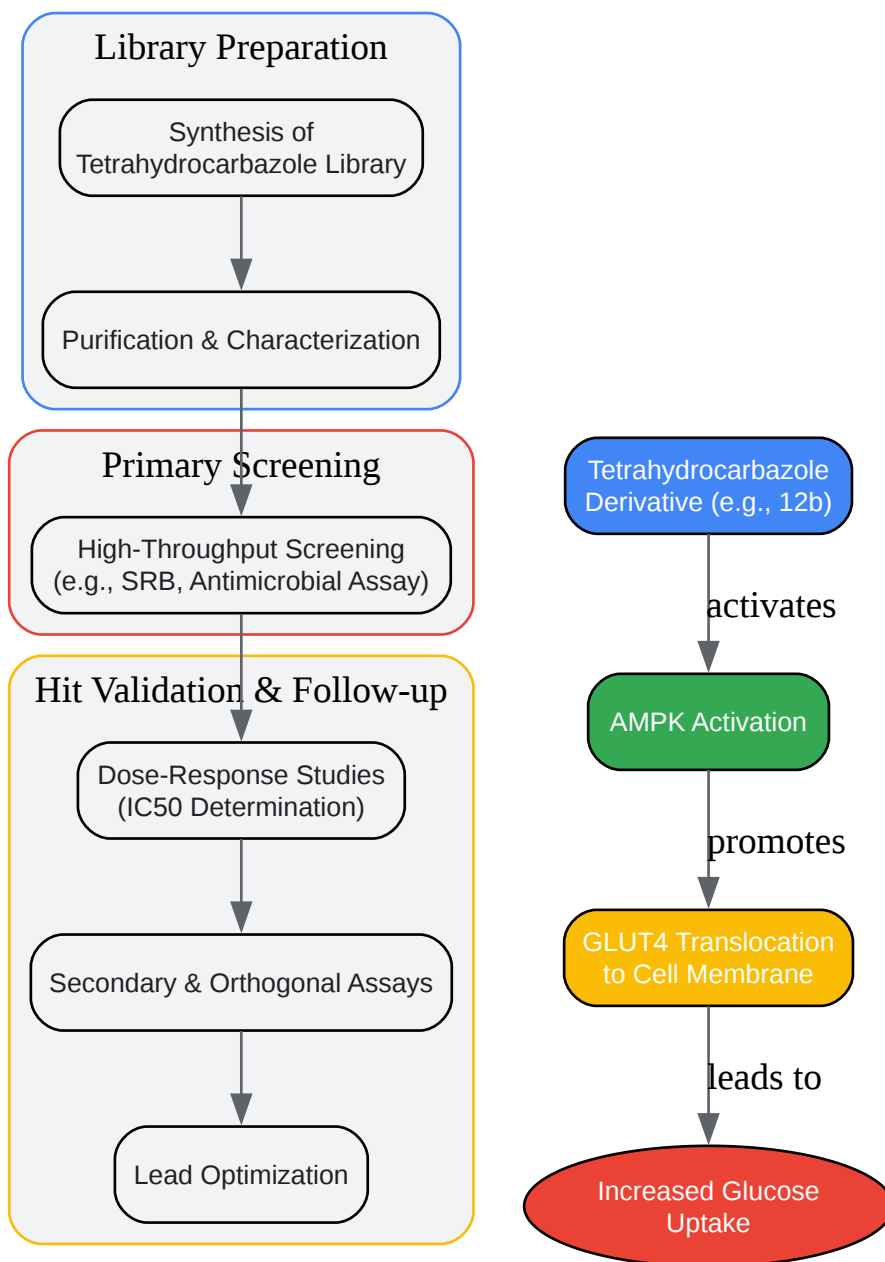 Library Preparation
Synthesis of
Tetrahydrocarbazole Library
Purification & Characterization
Primary Screening
High-Throughput Screening
(e.g., SRB, Antimicrobial Assay)
Hit Validation & Follow-up
Dose-Response Studies
(IC50 Determination)
Secondary & Orthogonal Assays
Lead Optimization
Tetrahydrocarbazole
Derivative (e.g., 12b)
activates
AMPK Activation
promotes
GLUT4 Translocation
to Cell Membrane
leads to
Increased Glucose
Uptake